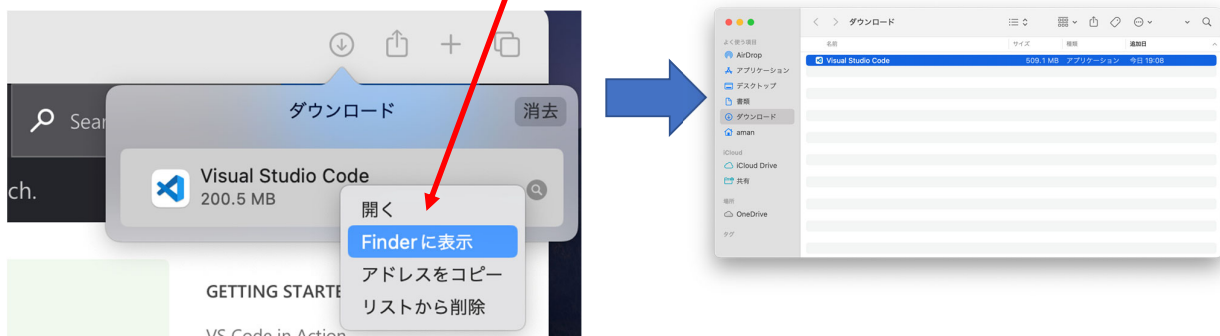 ダウンロード
消去
Sear
ch.
Visual Studio Code
200.5 MB
開く
Finderに表示
アドレスをコピー
リストから削除
GETTING STARTE
VS Code in Action
ダウンロード
よく使う項目
AirDrop
アプリケーション
デスクトップ
書類
ダウンロード
aman
iCloud
iCloud Drive
共有
場所
OneDrive
タグ
名前 サイズ 種類 追加日
Visual Studio Code 509.1 MB アプリケーション 今日 19:08